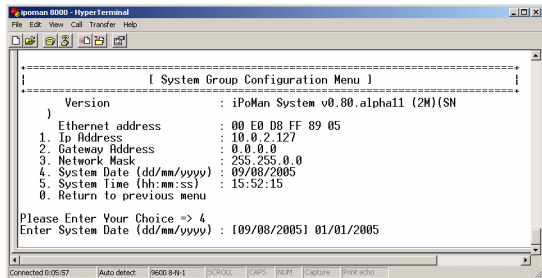 ipoman 8000 - HyperTerminal
File Edit View Call Transfer Help
+==============================================================+
| [ System Group Configuration Menu ] |
+==============================================================+
Version : iPoMan System v0.80.alpha11 (2M)(SN
)
Ethernet address : 00 E0 D8 FF 89 05
1. Ip Address : 10.0.2.127
2. Gateway Address : 0.0.0.0
3. Network Mask : 255.255.0.0
4. System Date (dd/mm/yyyy) : 09/08/2005
5. System Time (hh:mm:ss) : 15:52:15
0. Return to previous menu
Please Enter Your Choice => 4
Enter System Date (dd/mm/yyyy) : [09/08/2005] 01/01/2005
Connected 0:05:57 Auto detect 9600 8-N-1 SCROLL CAPS NUM Capture Print echo